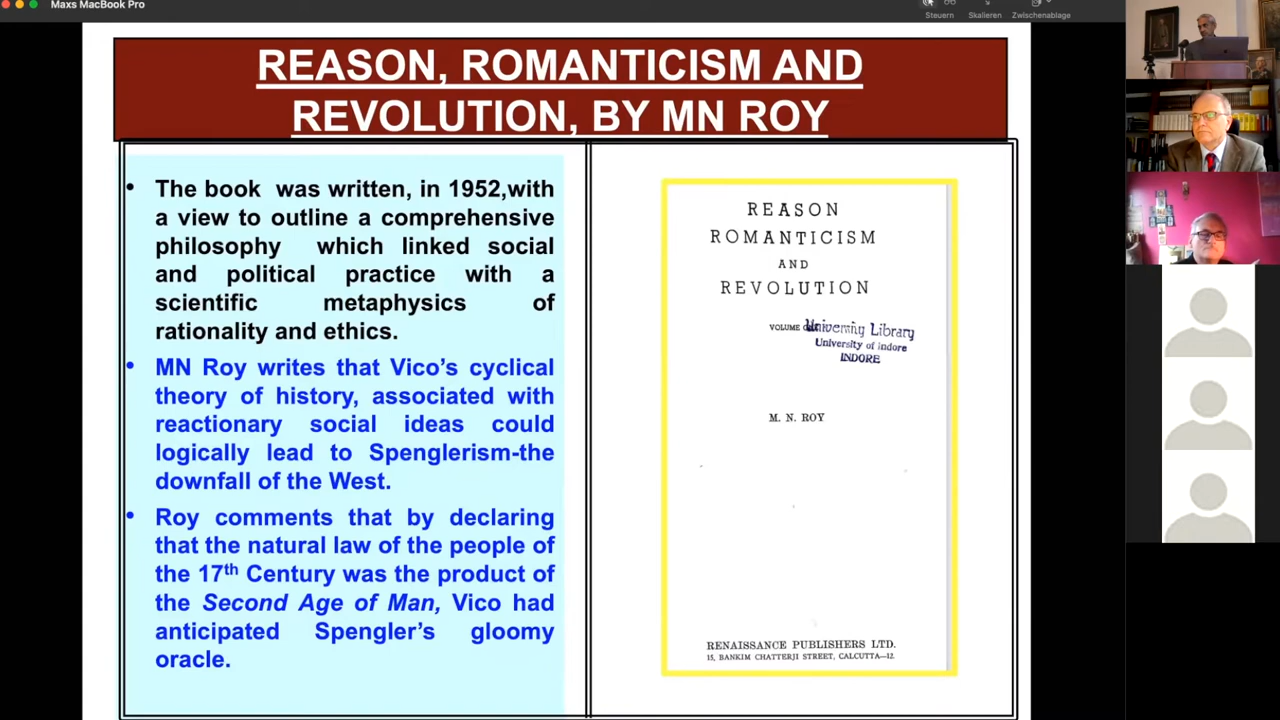 Maxs MacBook Pro
Steuern
Skalieren
Zwischenablage
REASON, ROMANTICISM AND
REVOLUTION, BY MN ROY
• The book was written, in 1952,with
a view to outline a comprehensive
philosophy which linked social
and political practice with a
scientific metaphysics of
rationality and ethics.
• MN Roy writes that Vico's cyclical
theory of history, associated with
reactionary social ideas could
logically lead to Spenglerism-the
downfall of the West.
• Roy comments that by declaring
that the natural law of the people of
the 17th Century was the product of
the Second Age of Man, Vico had
anticipated Spengler's gloomy
oracle.
REASON
ROMANTICISM
AND
REVOLUTION
VOLUME
University Library
University of Indore
INDORE
M. N. ROY
RENAISSANCE PUBLISHERS LTD.
15, BANKIM CHATTERJI STREET, CALCUTTA—12.